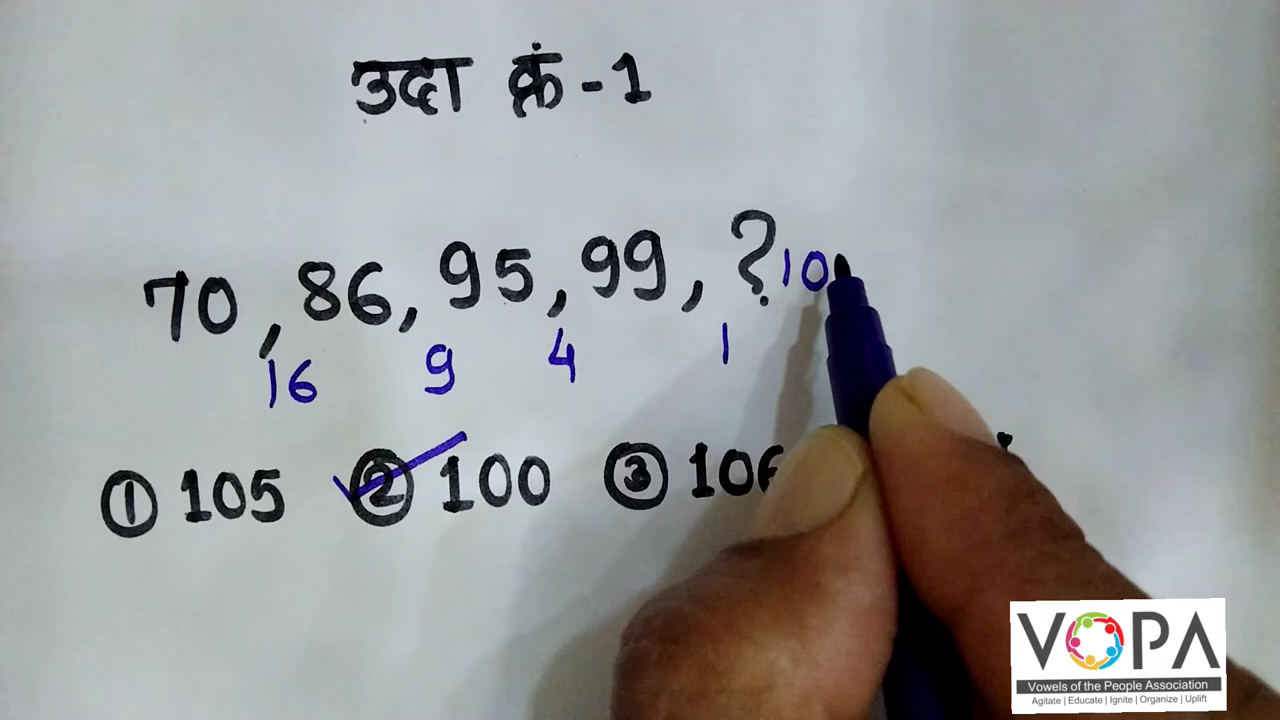 उदा क्रं - 1
70, 86, 95, 99, ? 10
16 9 4 1
① 105 ② 100 ③ 106
VOPA
Vowels of the People Association
Agitate | Educate | Ignite | Organize | Uplift